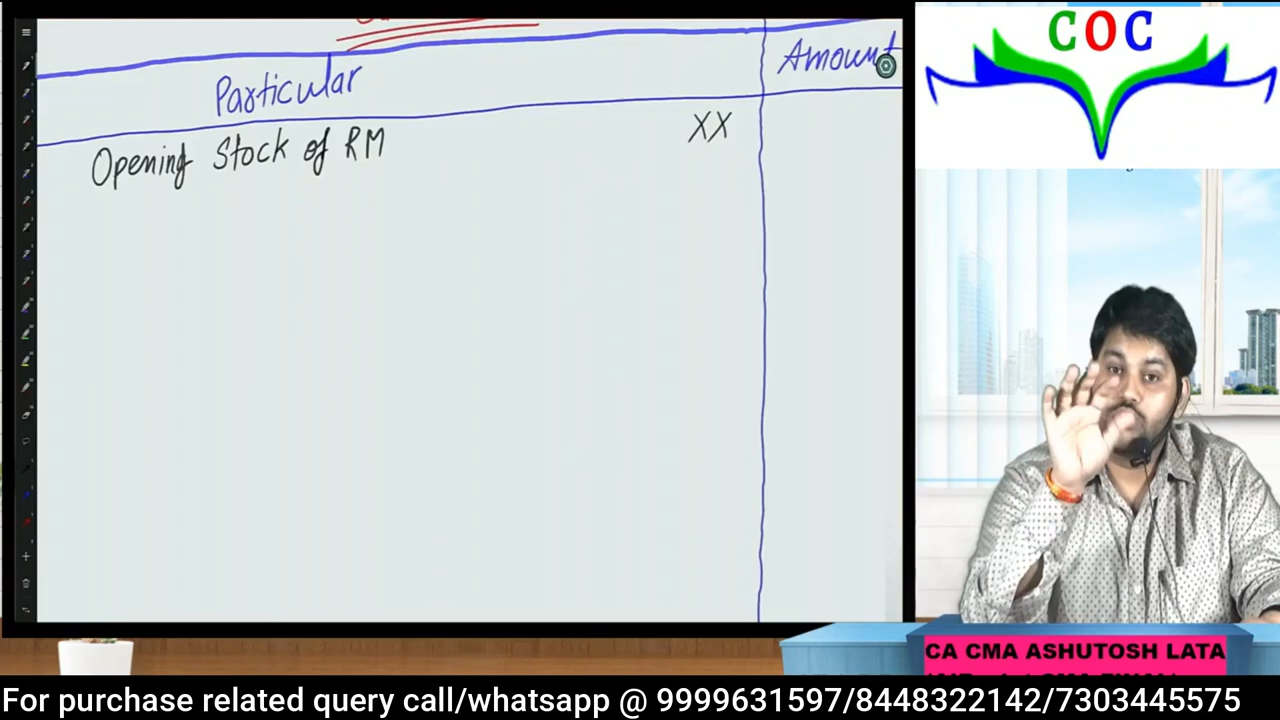 COC
Particular
Amount
Opening Stock of RM XX
CA CMA ASHUTOSH LATA
For purchase related query call/whatsapp @ 9999631597/8448322142/7303445575